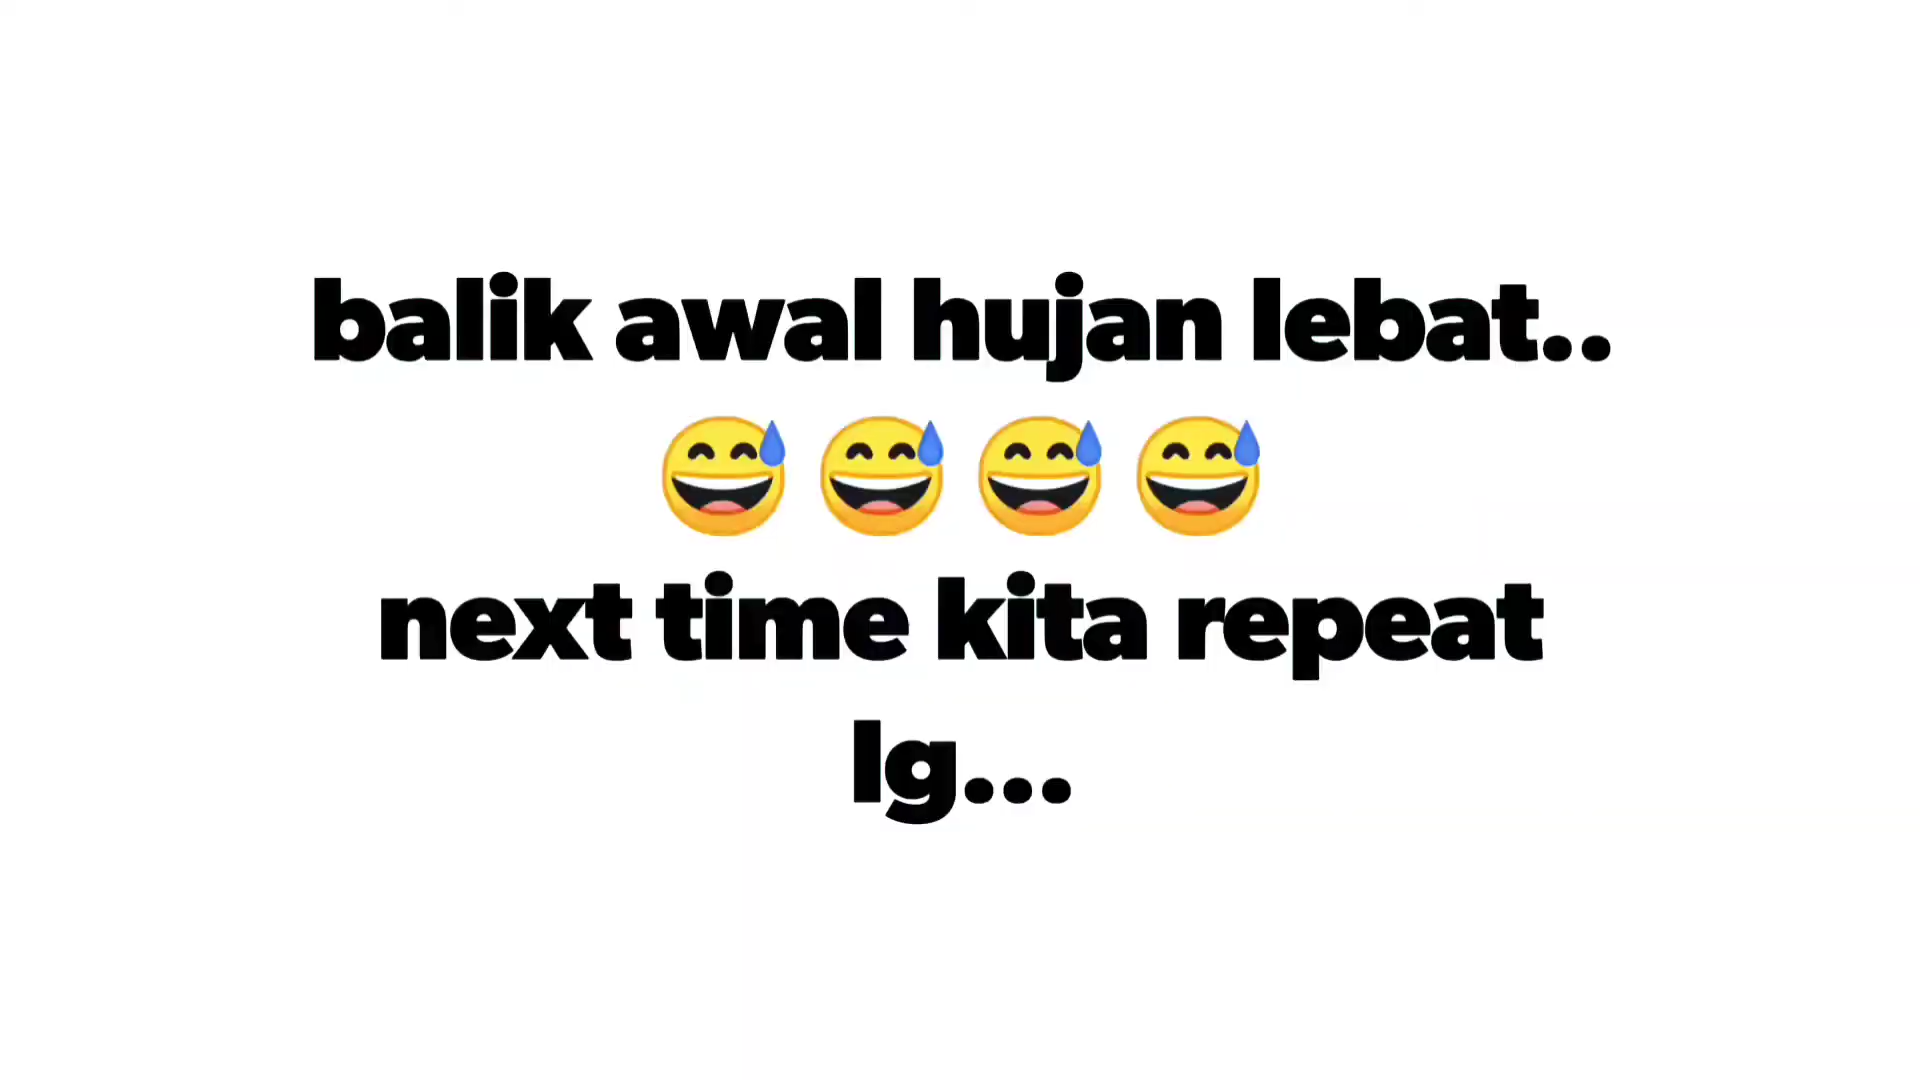 balik awal hujan lebat..
😅 😅 😅 😅
next time kita repeat
lg...